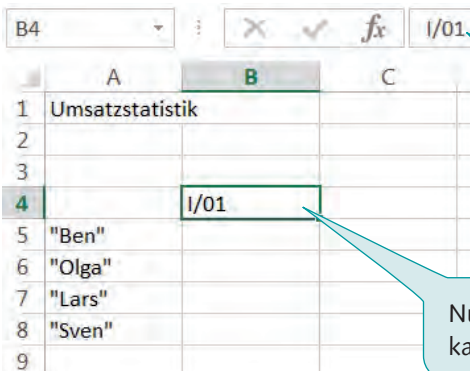 B4 fx I/01
A B C
1 Umsatzstatistik
2
3
4 I/01
5 "Ben"
6 "Olga"
7 "Lars"
8 "Sven"
9